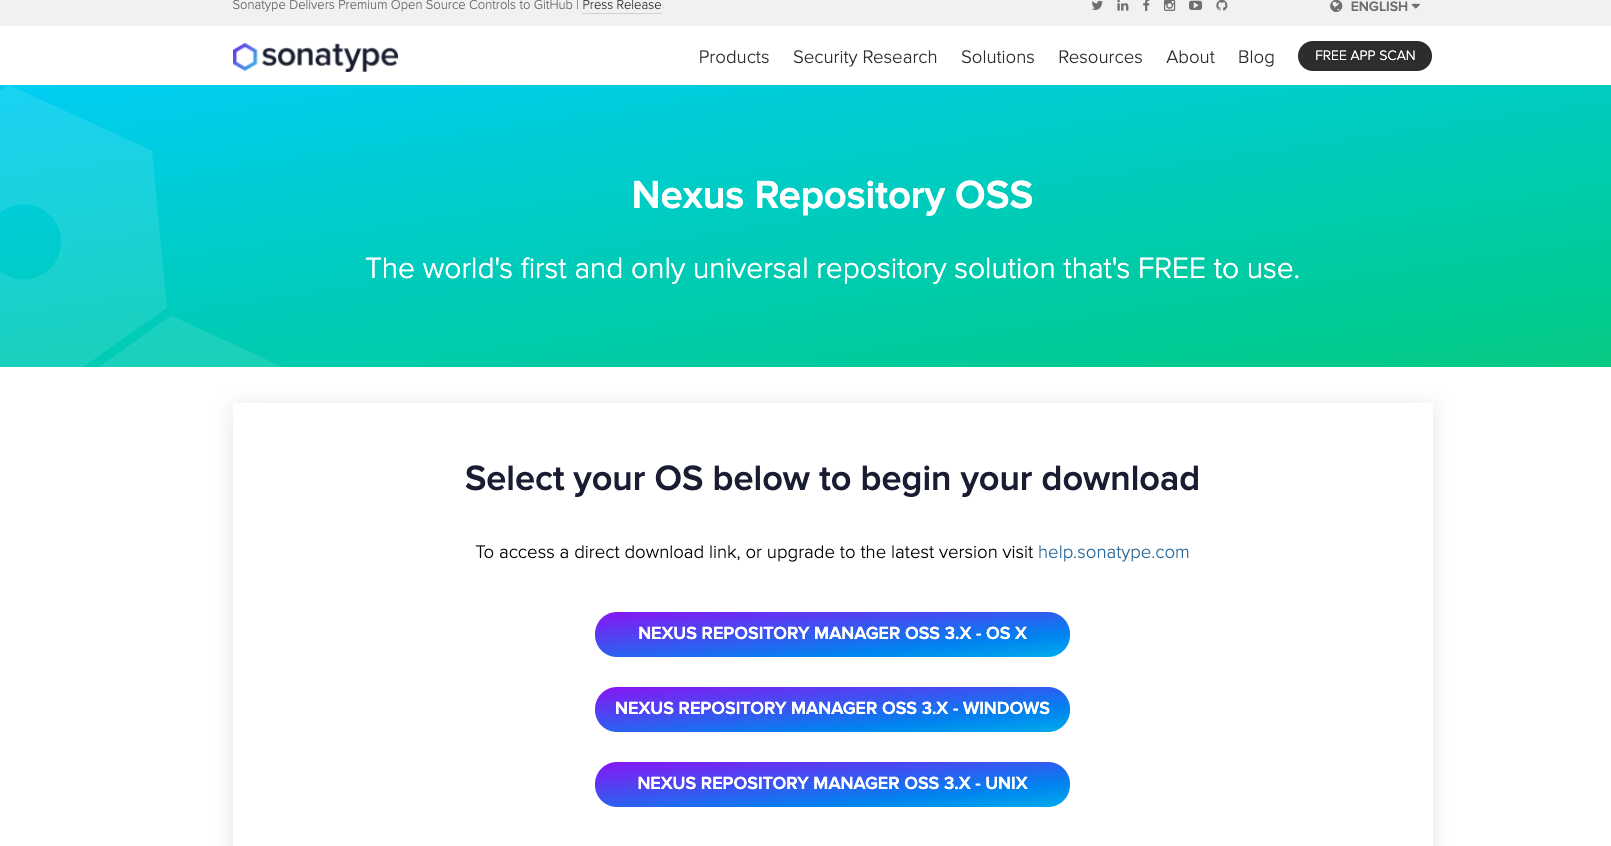 Sonatype Delivers Premium Open Source Controls to GitHub | Press Release
ENGLISH
sonatype
Products Security Research Solutions Resources About Blog FREE APP SCAN
Nexus Repository OSS
The world's first and only universal repository solution that's FREE to use.
Select your OS below to begin your download
To access a direct download link, or upgrade to the latest version visit help.sonatype.com
NEXUS REPOSITORY MANAGER OSS 3.X - OS X
NEXUS REPOSITORY MANAGER OSS 3.X - WINDOWS
NEXUS REPOSITORY MANAGER OSS 3.X - UNIX